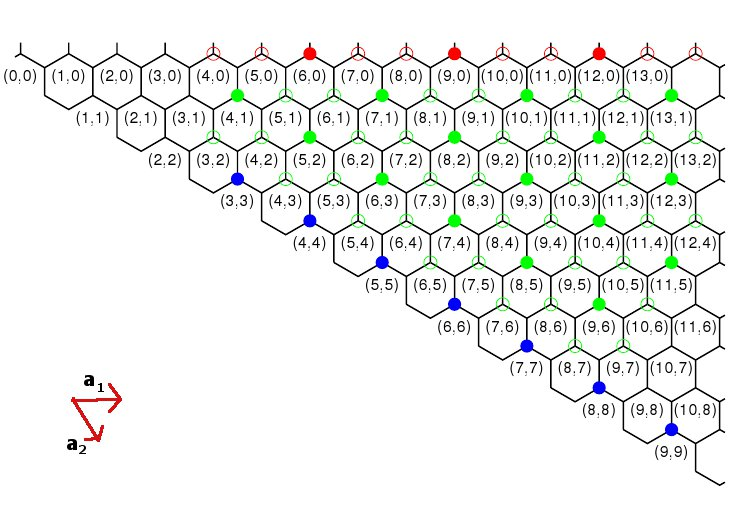 (0,0) (1,0) (2,0) (3,0) (4,0) (5,0) (6,0) (7,0) (8,0) (9,0) (10,0) (11,0) (12,0) (13,0)
(1,1) (2,1) (3,1) (4,1) (5,1) (6,1) (7,1) (8,1) (9,1) (10,1) (11,1) (12,1) (13,1)
(2,2) (3,2) (4,2) (5,2) (6,2) (7,2) (8,2) (9,2) (10,2) (11,2) (12,2) (13,2)
(3,3) (4,3) (5,3) (6,3) (7,3) (8,3) (9,3) (10,3) (11,3) (12,3)
(4,4) (5,4) (6,4) (7,4) (8,4) (9,4) (10,4) (11,4) (12,4)
(5,5) (6,5) (7,5) (8,5) (9,5) (10,5) (11,5)
(6,6) (7,6) (8,6) (9,6) (10,6) (11,6)
(7,7) (8,7) (9,7) (10,7)
(8,8) (9,8) (10,8)
(9,9)
a1
a2